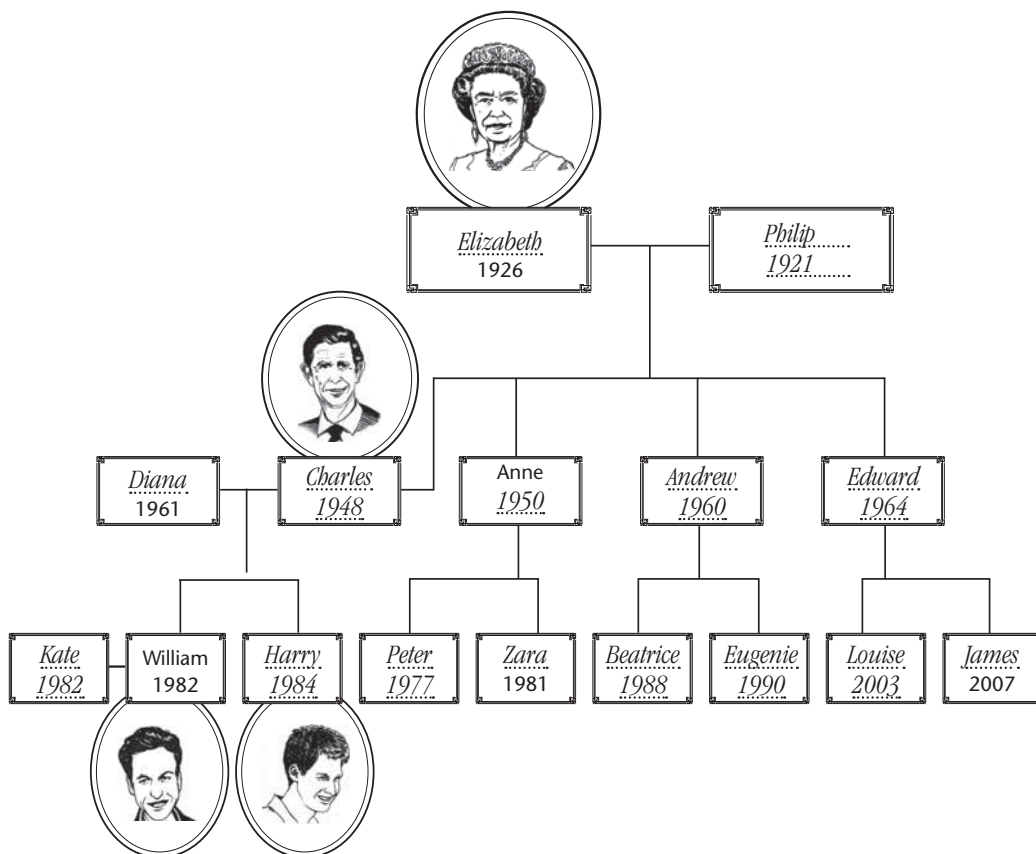 Elizabeth
1926
Philip
1921
Diana
1961
Charles
1948
Anne
1950
Andrew
1960
Edward
1964
Kate
1982
William
1982
Harry
1984
Peter
1977
Zara
1981
Beatrice
1988
Eugenie
1990
Louise
2003
James
2007